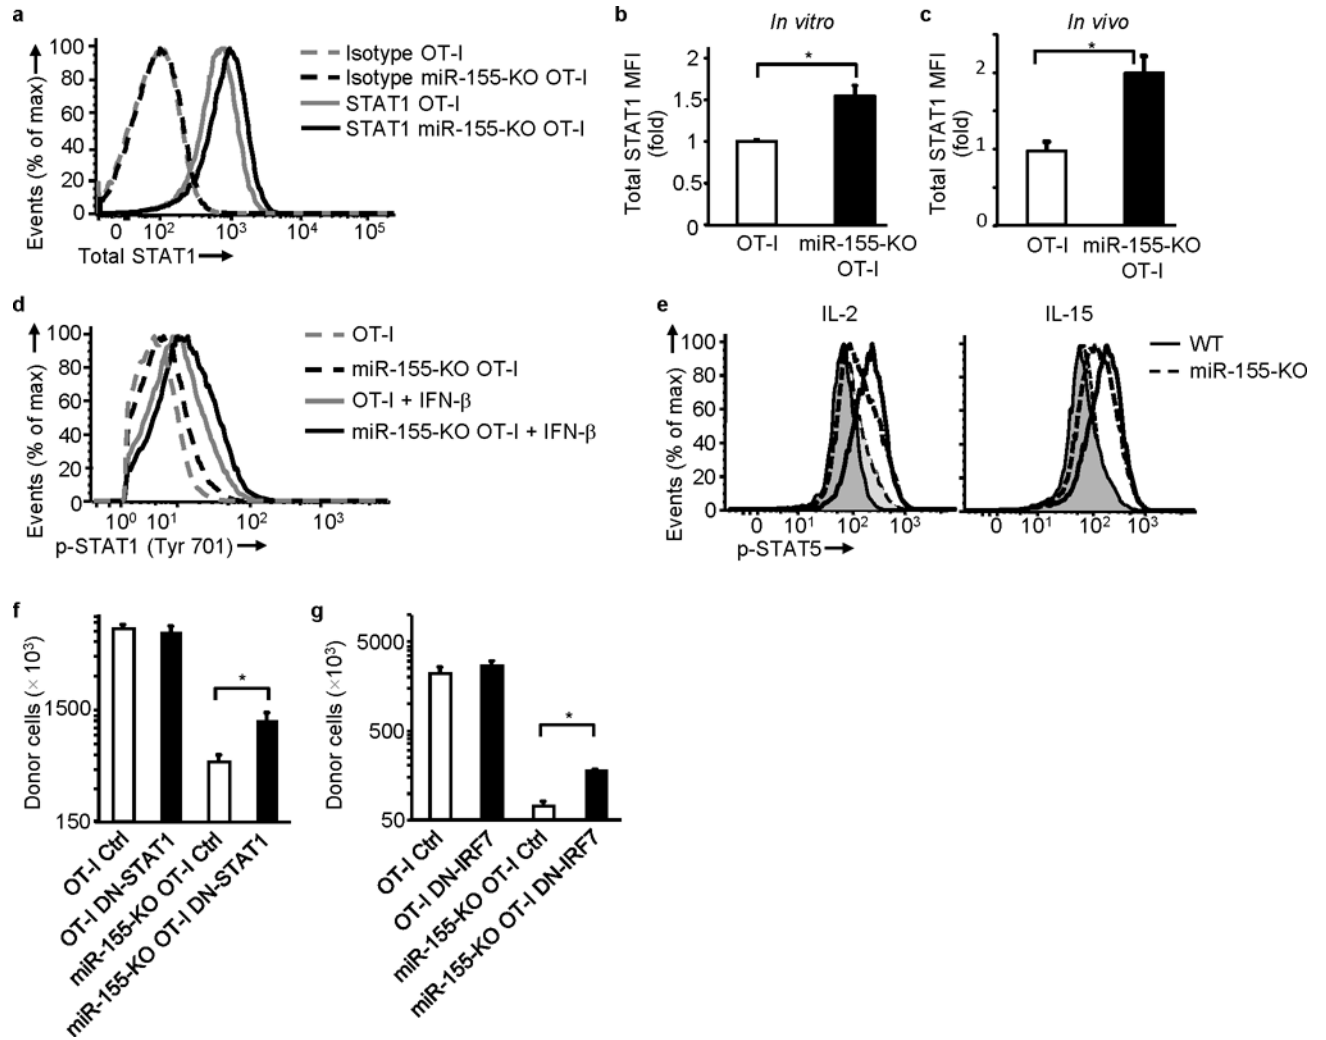 a
Events (% of max)
100
80
60
40
20
0
0 10² 10³ 10⁴ 10⁵
Total STAT1
Isotype OT-I
Isotype miR-155-KO OT-I
STAT1 OT-I
STAT1 miR-155-KO OT-I
b
In vitro
Total STAT1 MFI
(fold)
2
1.5
1
0.5
0
*
OT-I miR-155-KO
OT-I
c
In vivo
Total STAT1 MFI
(fold)
2
1
0
*
OT-I miR-155-KO
OT-I
d
Events (% of max)
100
80
60
40
20
0
10⁰ 10¹ 10² 10³
p-STAT1 (Tyr 701)
OT-I
miR-155-KO OT-I
OT-I + IFN-β
miR-155-KO OT-I + IFN-β
e
IL-2 IL-15
Events (% of max)
100
80
60
40
20
0
0 10¹ 10² 10³
0 10¹ 10² 10³
p-STAT5
WT
miR-155-KO
f
Donor cells (× 10³)
1500
150
*
OT-I Ctrl
OT-I DN-STAT1
miR-155-KO OT-I Ctrl
miR-155-KO OT-I DN-STAT1
g
Donor cells (×10³)
5000
500
50
*
OT-I Ctrl
OT-I DN-IRF7
miR-155-KO OT-I Ctrl
miR-155-KO OT-I DN-IRF7